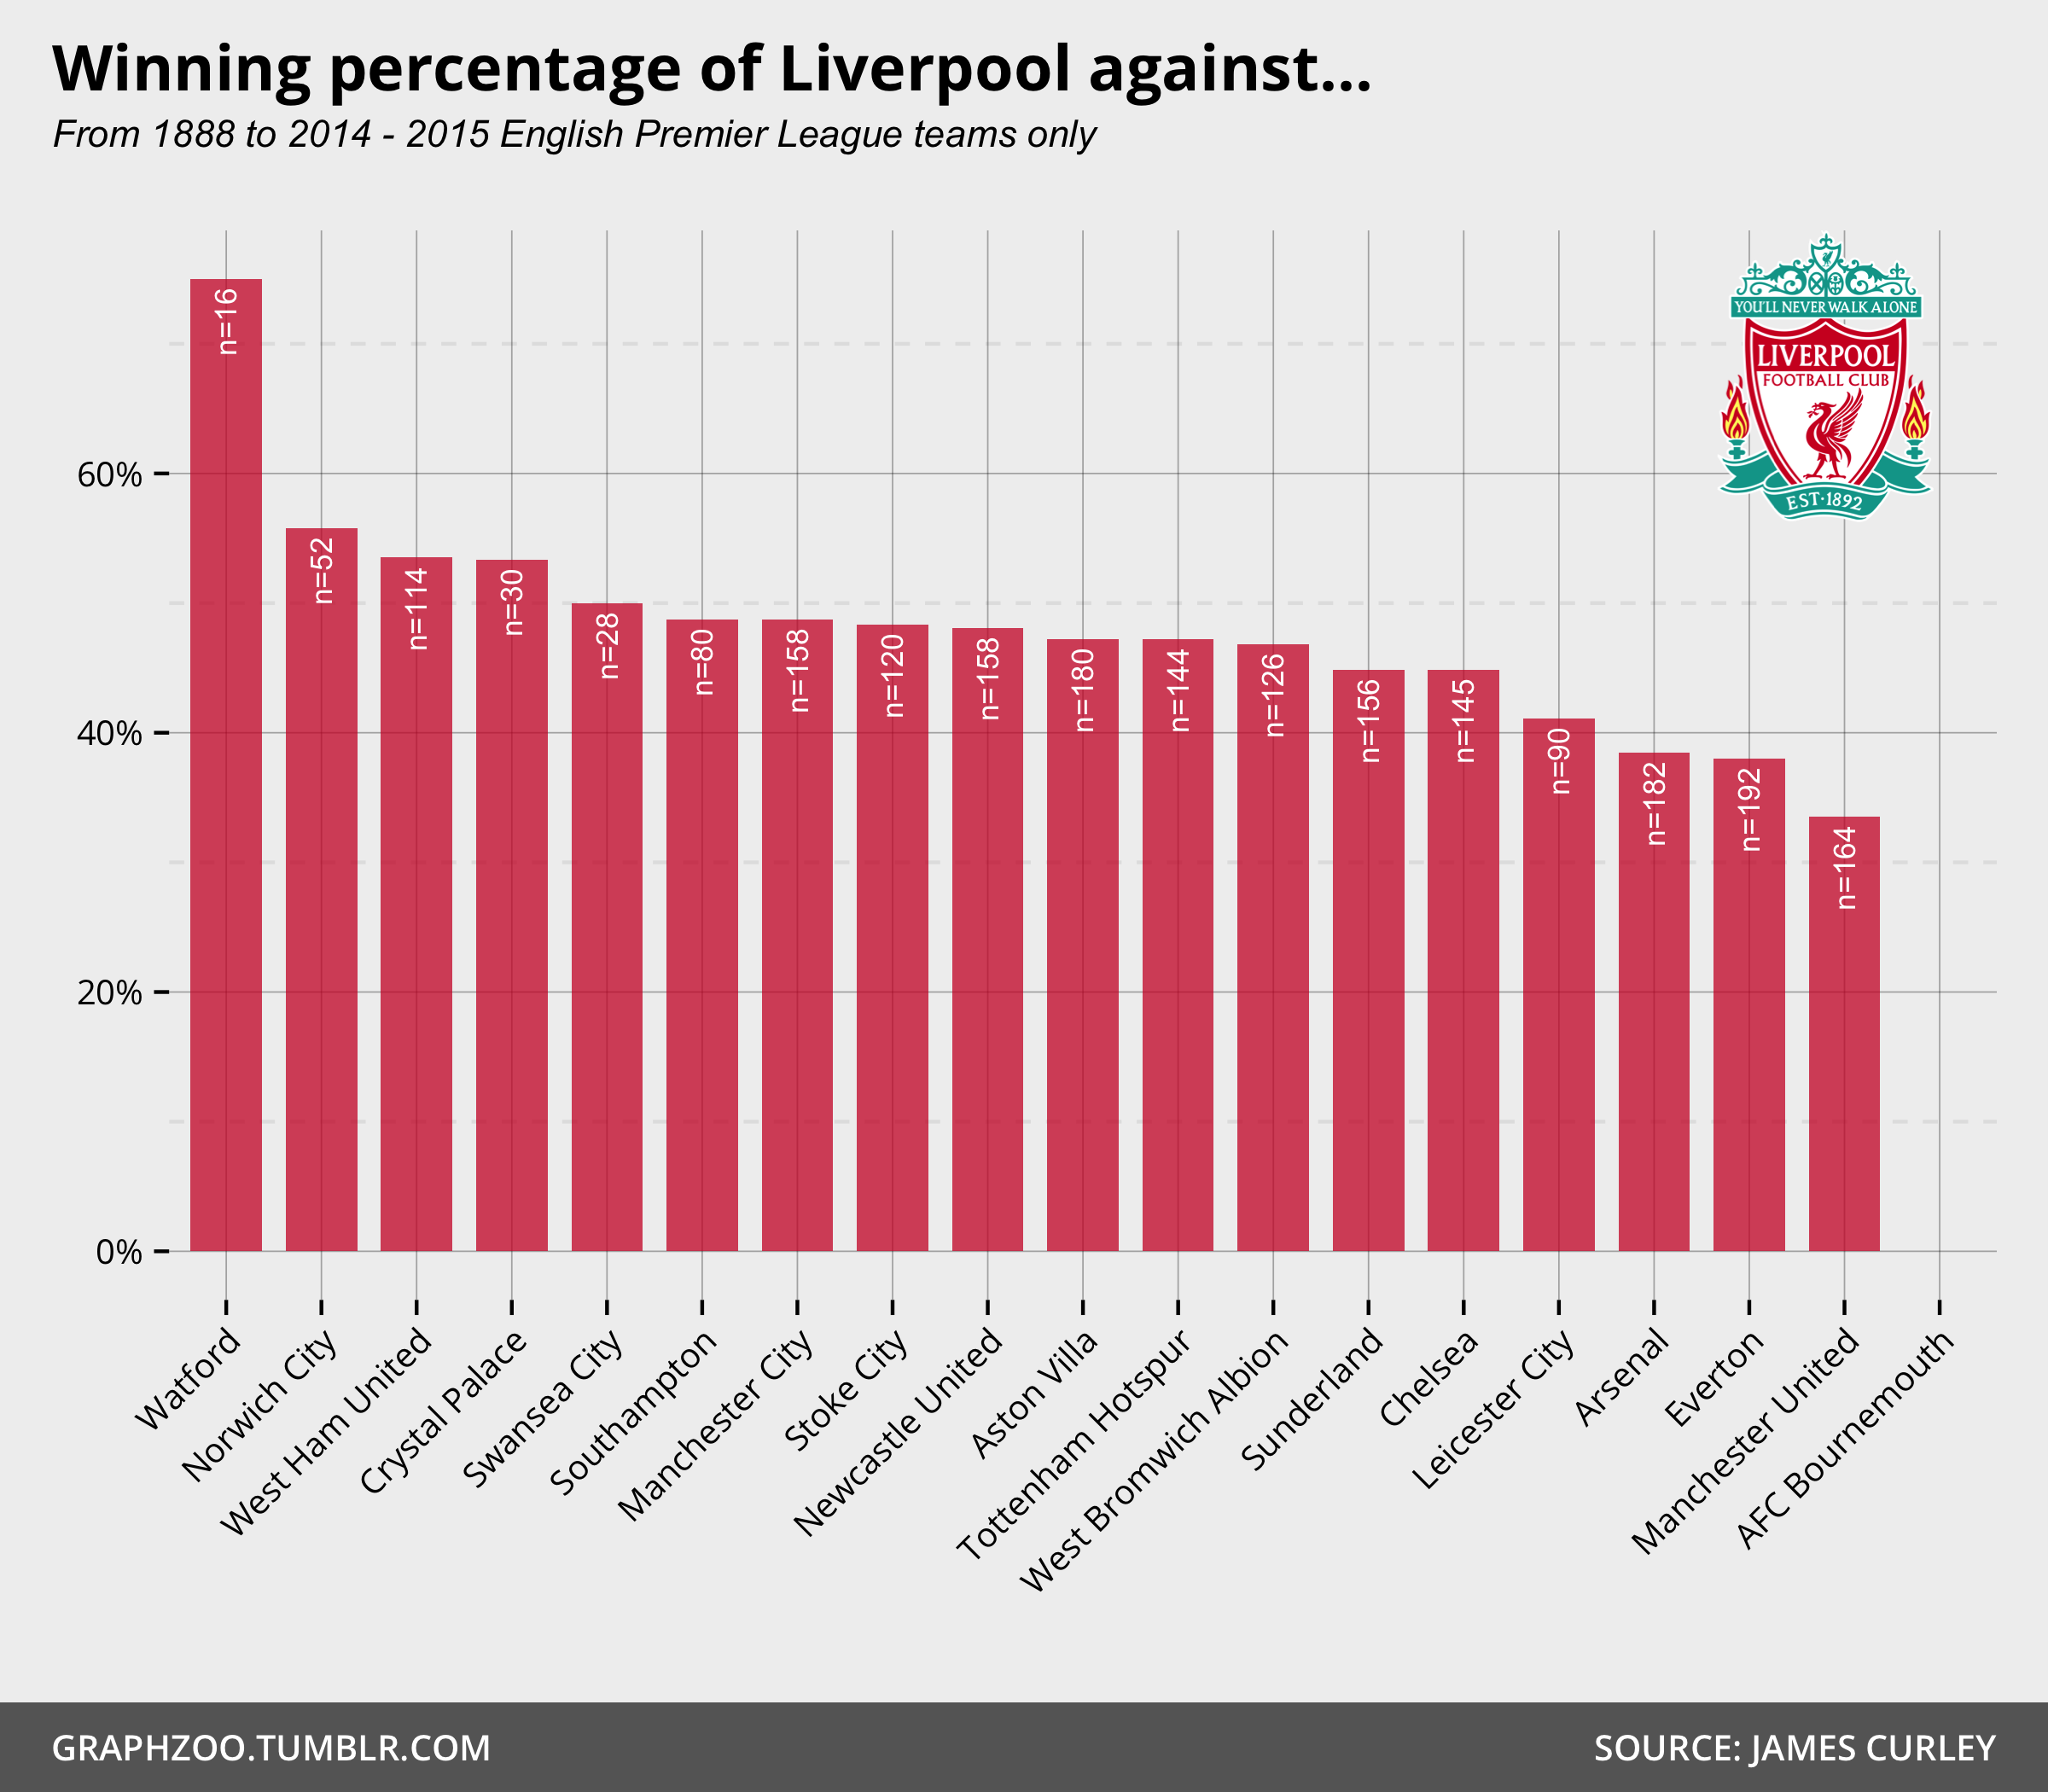 Winning percentage of Liverpool against...
From 1888 to 2014 - 2015 English Premier League teams only
YOU'LL NEVER WALK ALONE
LIVERPOOL
FOOTBALL CLUB
EST·1892
60%
40%
20%
0%
n=16
n=52
n=114
n=30
n=28
n=80
n=158
n=120
n=158
n=180
n=144
n=126
n=156
n=145
n=90
n=182
n=192
n=164
Watford
Norwich City
West Ham United
Crystal Palace
Swansea City
Southampton
Manchester City
Stoke City
Newcastle United
Aston Villa
Tottenham Hotspur
West Bromwich Albion
Sunderland
Chelsea
Leicester City
Arsenal
Everton
Manchester United
AFC Bournemouth
GRAPHZOO.TUMBLR.COM
SOURCE: JAMES CURLEY